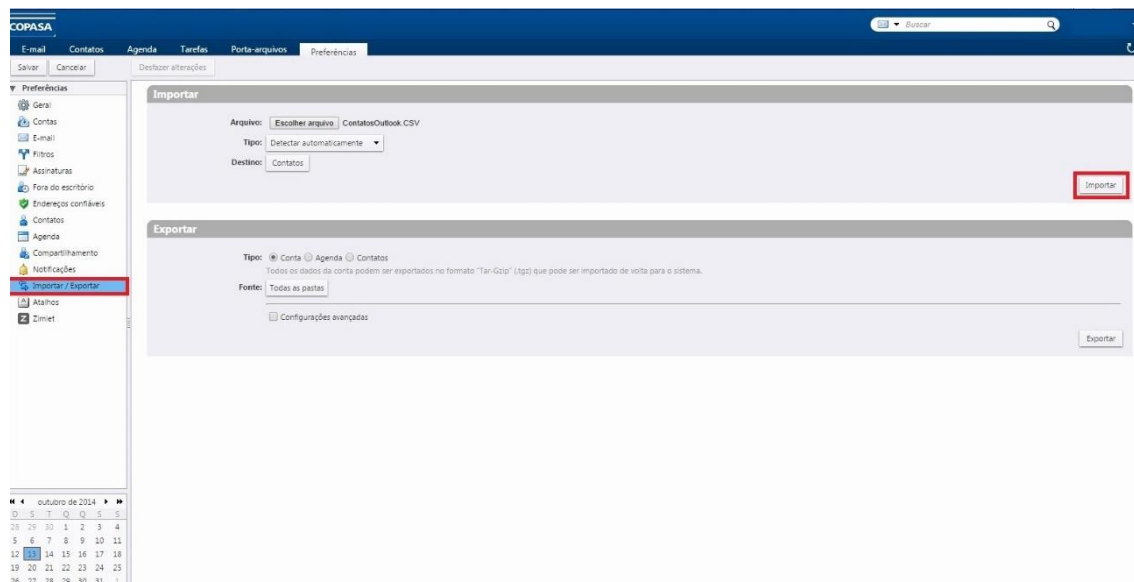 COPASA
Buscar
E-mail Contatos Agenda Tarefas Porta-arquivos Preferências
Salvar Cancelar Desfazer alterações
Preferências
Geral
Contas
E-mail
Filtros
Assinaturas
Fora do escritório
Endereços confiáveis
Contatos
Agenda
Compartilhamento
Notificações
Importar / Exportar
Atalhos
Zimlet
Importar
Arquivo: Escolher arquivo ContatosOutlook.CSV
Tipo: Detectar automaticamente
Destino: Contatos
Importar
Exportar
Tipo: Conta Agenda Contatos
Todos os dados da conta podem ser exportados no formato "Tar-Gzip" (.tgz) que pode ser importado de volta para o sistema.
Fonte: Todas as pastas
Configurações avançadas
Exportar
outubro de 2014
D S T Q Q S S
28 29 30 1 2 3 4
5 6 7 8 9 10 11
12 13 14 15 16 17 18
19 20 21 22 23 24 25
26 27 28 29 30 31 1